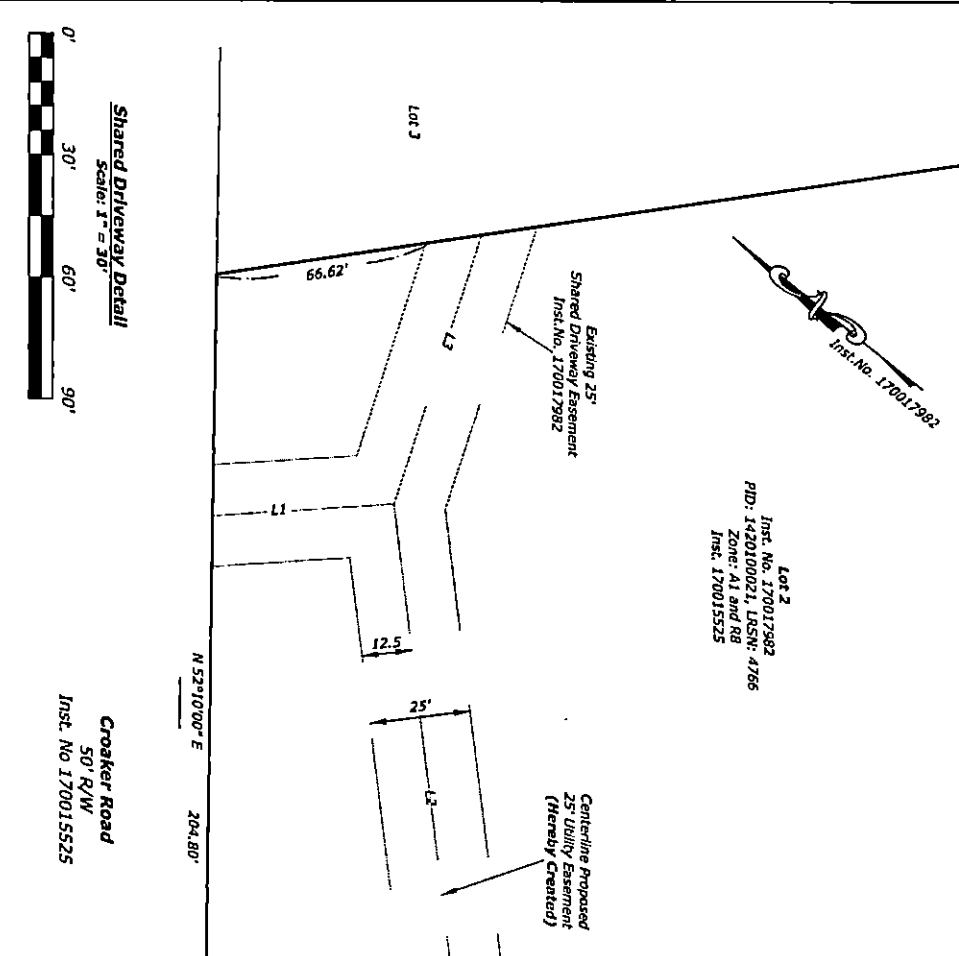 Inst.No. 170017982
Lot 2
Inst. No. 170017982
PID: 1420100021, LRSN: 4766
Zone: A1 and R8
Inst. 170015525
Existing 25'
Shared Driveway Easement
Inst.No. 170017982
Centerline Proposed
25' Utility Easement
(Hereby Created)
Lot 3
L3
66.62'
L1
12.5
25'
L2
N 52°10'00" E 204.80'
Croaker Road
50' R/W
Inst. No 170015525
Shared Driveway Detail
Scale: 1" = 30'
0' 30' 60' 90'